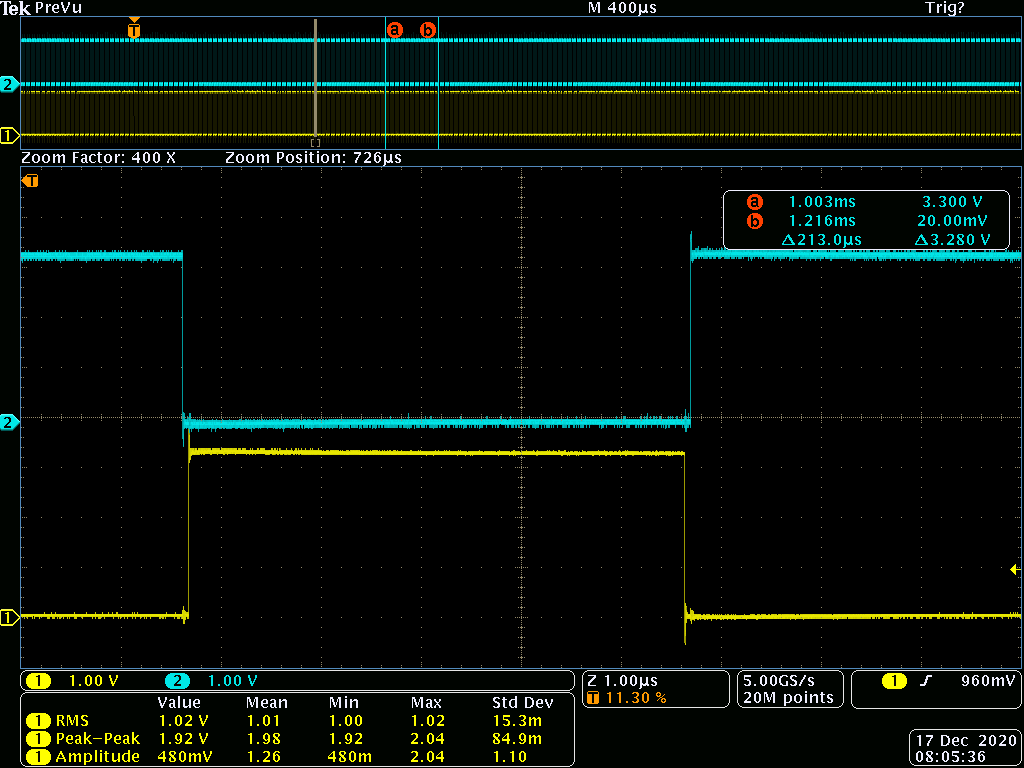 Tek PreVu M 400µs Trig?
T
a b
2
1
Zoom Factor: 400 X Zoom Position: 726µs
T
a 1.003ms 3.300 V
b 1.216ms 20.00mV
Δ213.0µs Δ3.280 V
2
1
1 1.00 V 2 1.00 V
Z 1.00µs
T 11.30 %
5.00GS/s
20M points
1 960mV
Value Mean Min Max Std Dev
1 RMS 1.02 V 1.01 1.00 1.02 15.3m
1 Peak-Peak 1.92 V 1.98 1.92 2.04 84.9m
1 Amplitude 480mV 1.26 480m 2.04 1.10
17 Dec 2020
08:05:36